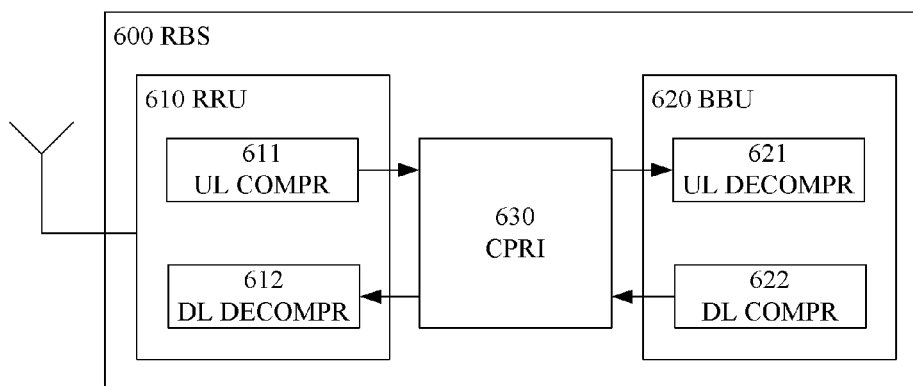 600 RBS
610 RRU
611
UL COMPR
612
DL DECOMPR
630
CPRI
620 BBU
621
UL DECOMPR
622
DL COMPR